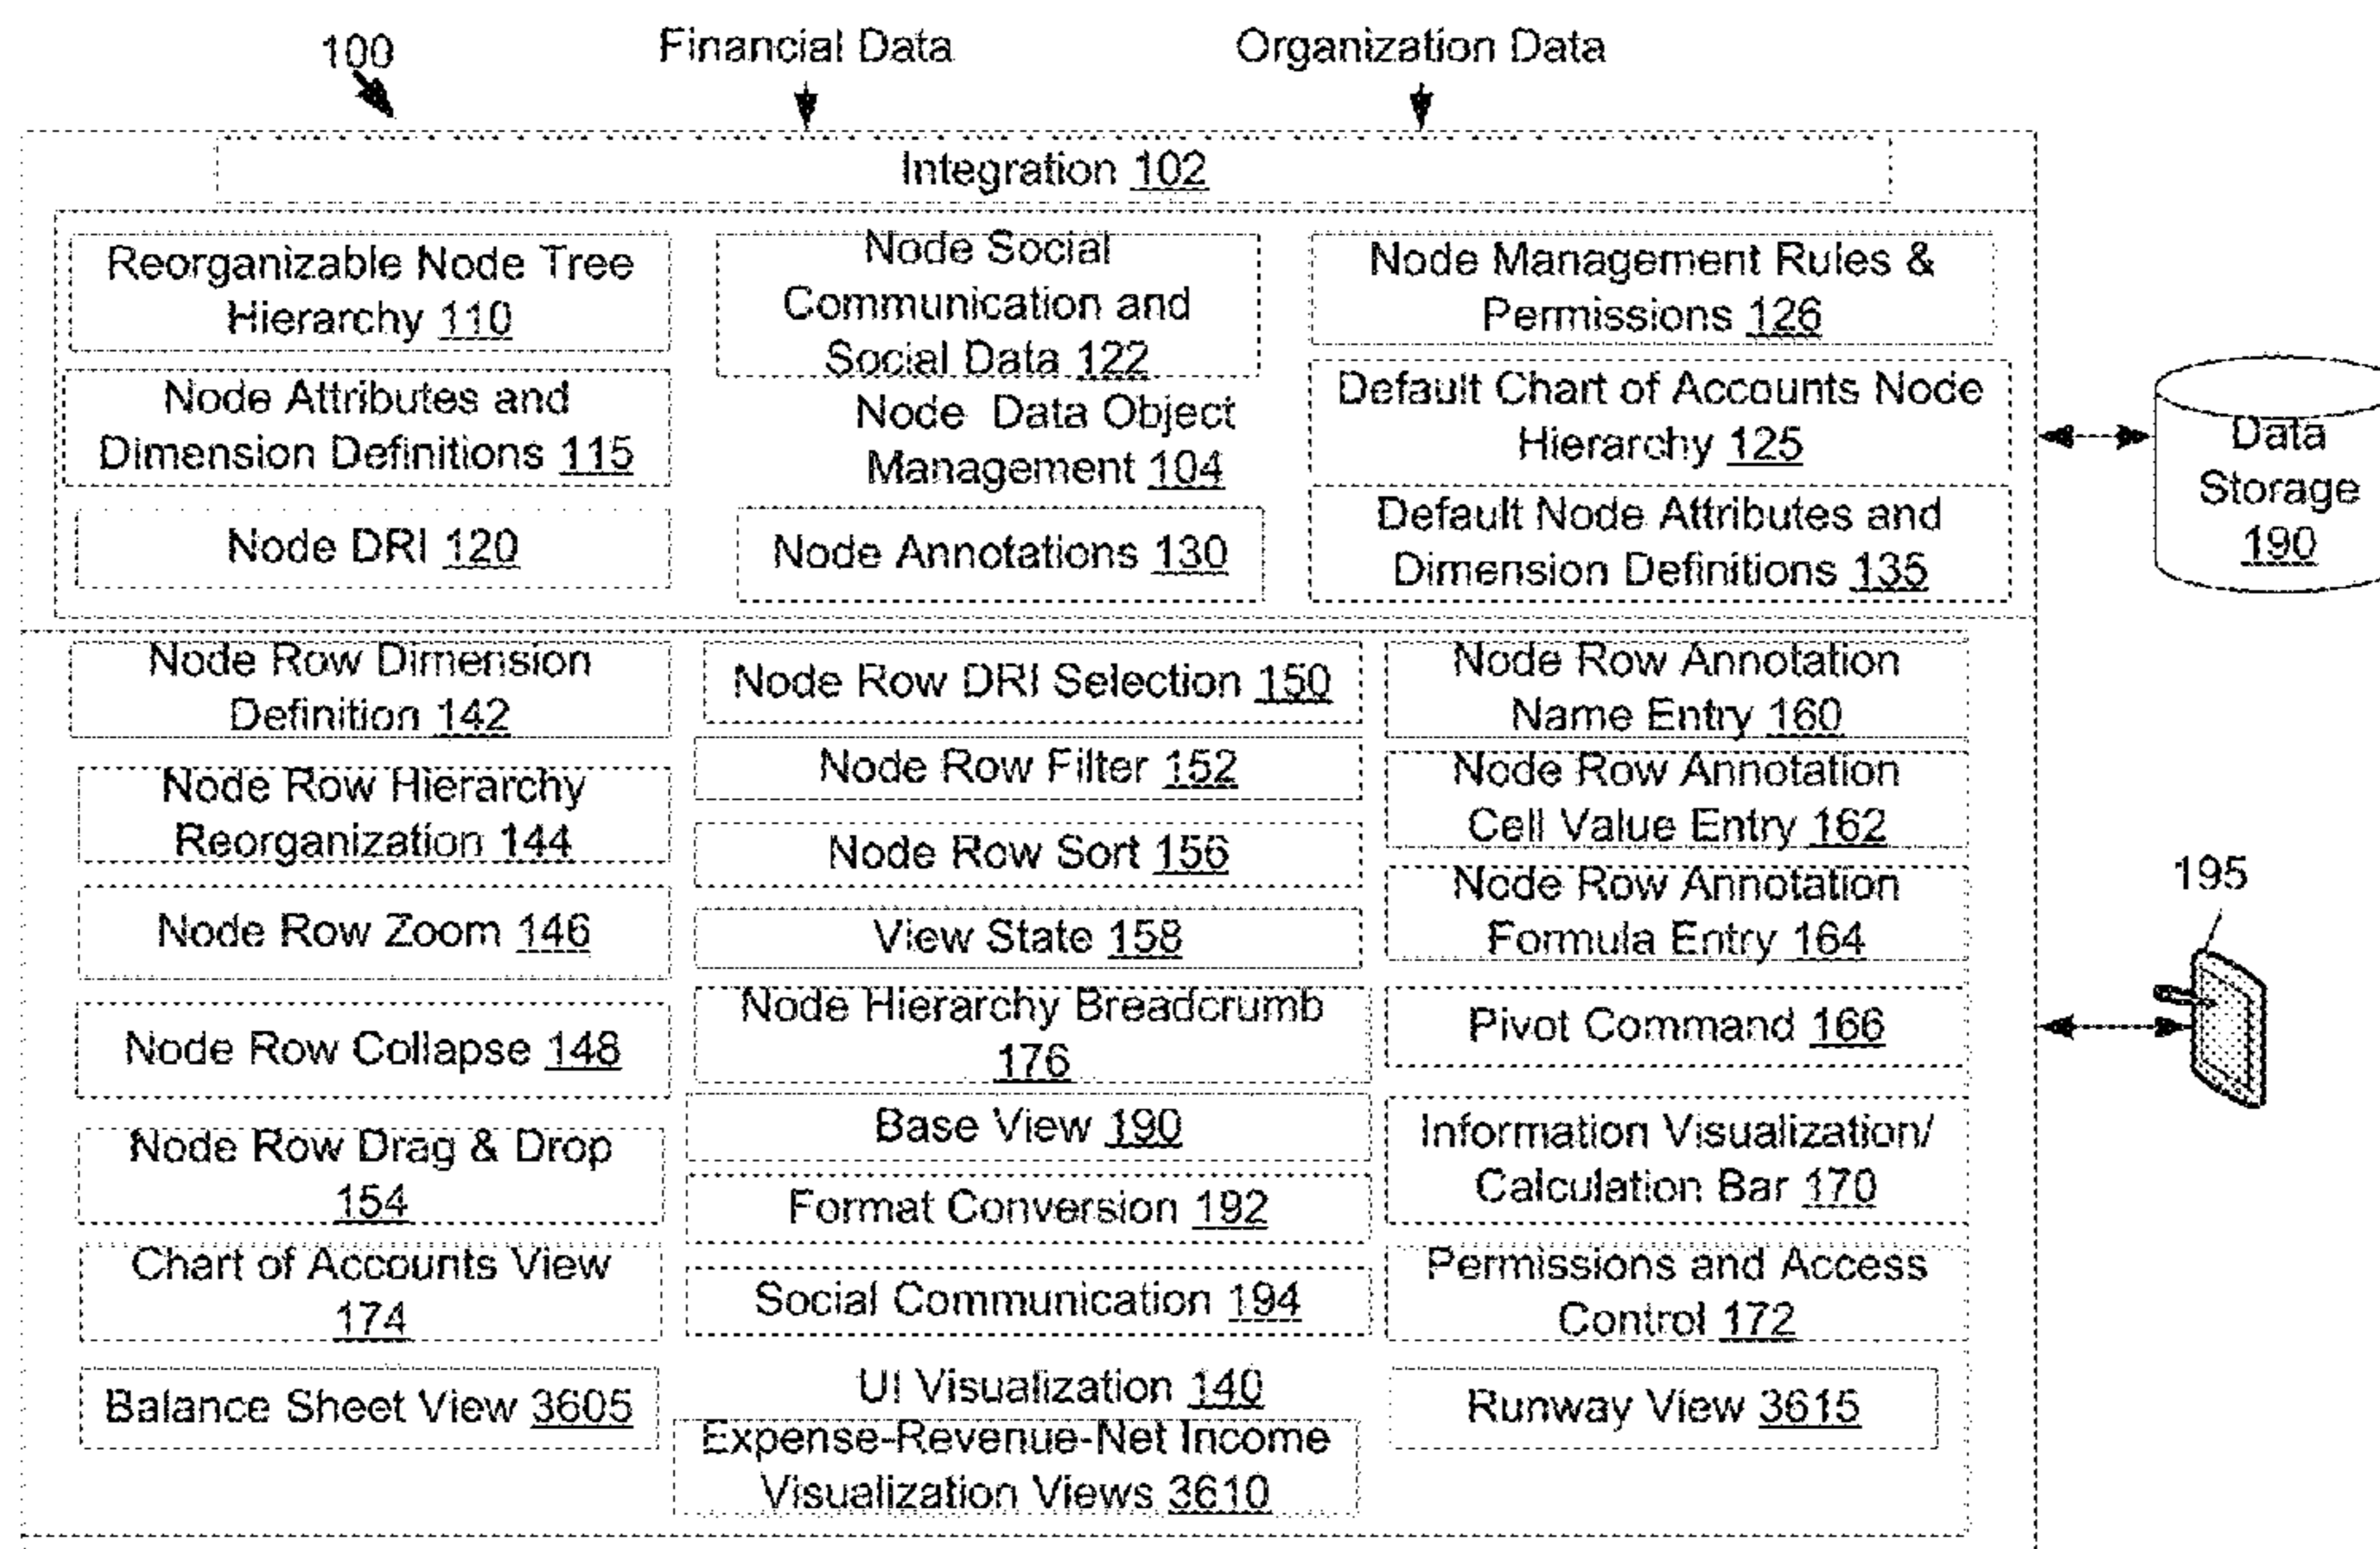 100
Financial Data
Organization Data
Integration 102
Reorganizable Node Tree
Hierarchy 110
Node Social
Communication and
Social Data 122
Node Management Rules &
Permissions 126
Node Attributes and
Dimension Definitions 115
Node Data Object
Management 104
Default Chart of Accounts Node
Hierarchy 125
Node DRI 120
Node Annotations 130
Default Node Attributes and
Dimension Definitions 135
Data
Storage
190
Node Row Dimension
Definition 142
Node Row DRI Selection 150
Node Row Annotation
Name Entry 160
Node Row Hierarchy
Reorganization 144
Node Row Filter 152
Node Row Annotation
Cell Value Entry 162
Node Row Sort 156
Node Row Zoom 146
View State 158
Node Row Annotation
Formula Entry 164
195
Node Row Collapse 148
Node Hierarchy Breadcrumb
176
Pivot Command 166
Node Row Drag & Drop
154
Base View 190
Information Visualization/
Calculation Bar 170
Format Conversion 192
Chart of Accounts View
174
Social Communication 194
Permissions and Access
Control 172
Balance Sheet View 3605
UI Visualization 140
Runway View 3615
Expense-Revenue-Net Income
Visualization Views 3610